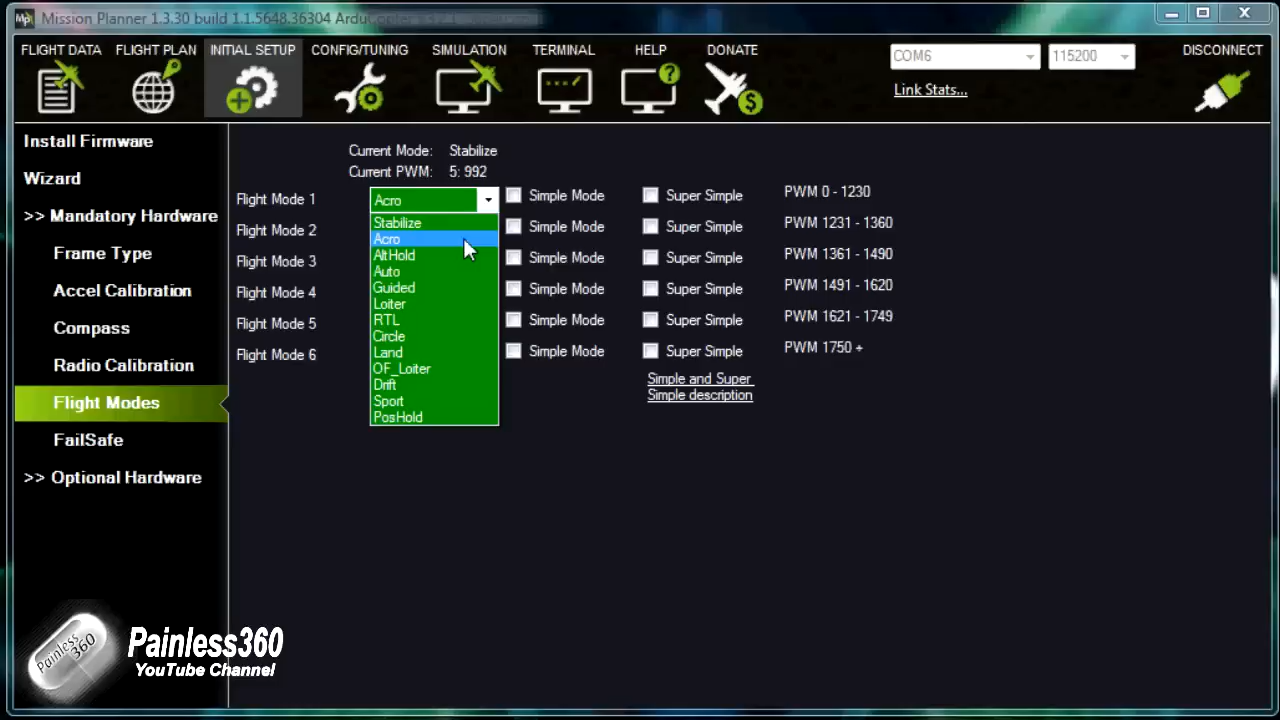 Mission Planner 1.3.30 build 1.1.5648.36304
FLIGHT DATA FLIGHT PLAN INITIAL SETUP CONFIG/TUNING SIMULATION TERMINAL HELP DONATE COM6 115200 DISCONNECT
Link Stats...
Install Firmware
Wizard
>> Mandatory Hardware
Frame Type
Accel Calibration
Compass
Radio Calibration
Flight Modes
FailSafe
>> Optional Hardware
Current Mode: Stabilize
Current PWM: 5: 992
Flight Mode 1 Acro Simple Mode Super Simple PWM 0 - 1230
Flight Mode 2 Simple Mode Super Simple PWM 1231 - 1360
Flight Mode 3 Simple Mode Super Simple PWM 1361 - 1490
Flight Mode 4 Simple Mode Super Simple PWM 1491 - 1620
Flight Mode 5 Simple Mode Super Simple PWM 1621 - 1749
Flight Mode 6 Simple Mode Super Simple PWM 1750 +
Stabilize
Acro
AltHold
Auto
Guided
Loiter
RTL
Circle
Land
OF_Loiter
Drift
Sport
PosHold
Simple and Super
Simple description
Painless360
Painless360
YouTube Channel